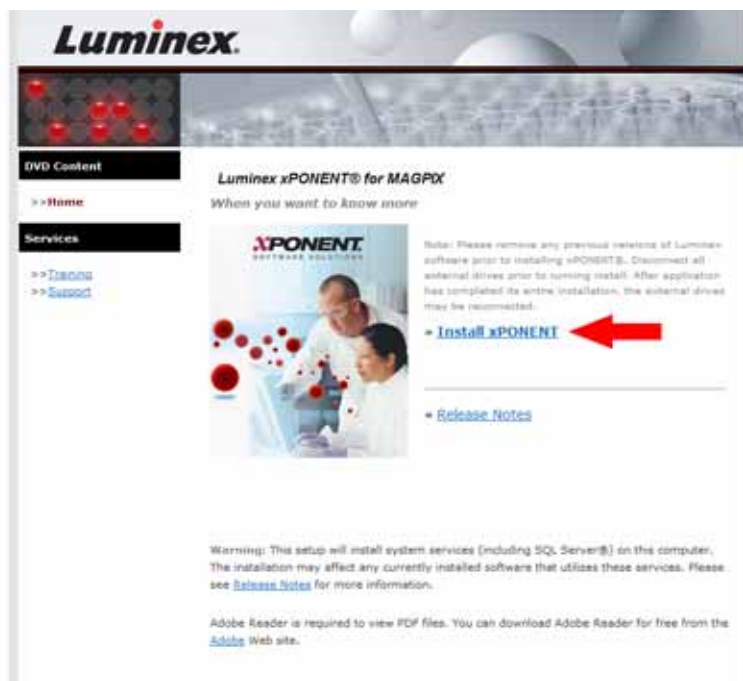 Luminex.
DVD Content
>>Home
Services
>>Training
>>Support
Luminex xPONENT® for MAGPIX
When you want to know more
XPONENT.
SOFTWARE SOLUTIONS
Note: Please remove any previous versions of Luminex
software prior to installing xPONENT®. Disconnect all
external drives prior to running install. After application
has completed its entire installation, the external drives
may be reconnected.
» Install xPONENT
» Release Notes
Warning: This setup will install system services (including SQL Server®) on this computer.
The installation may affect any currently installed software that utilizes these services. Please
see Release Notes for more information.
Adobe Reader is required to view PDF files. You can download Adobe Reader for free from the
Adobe Web site.